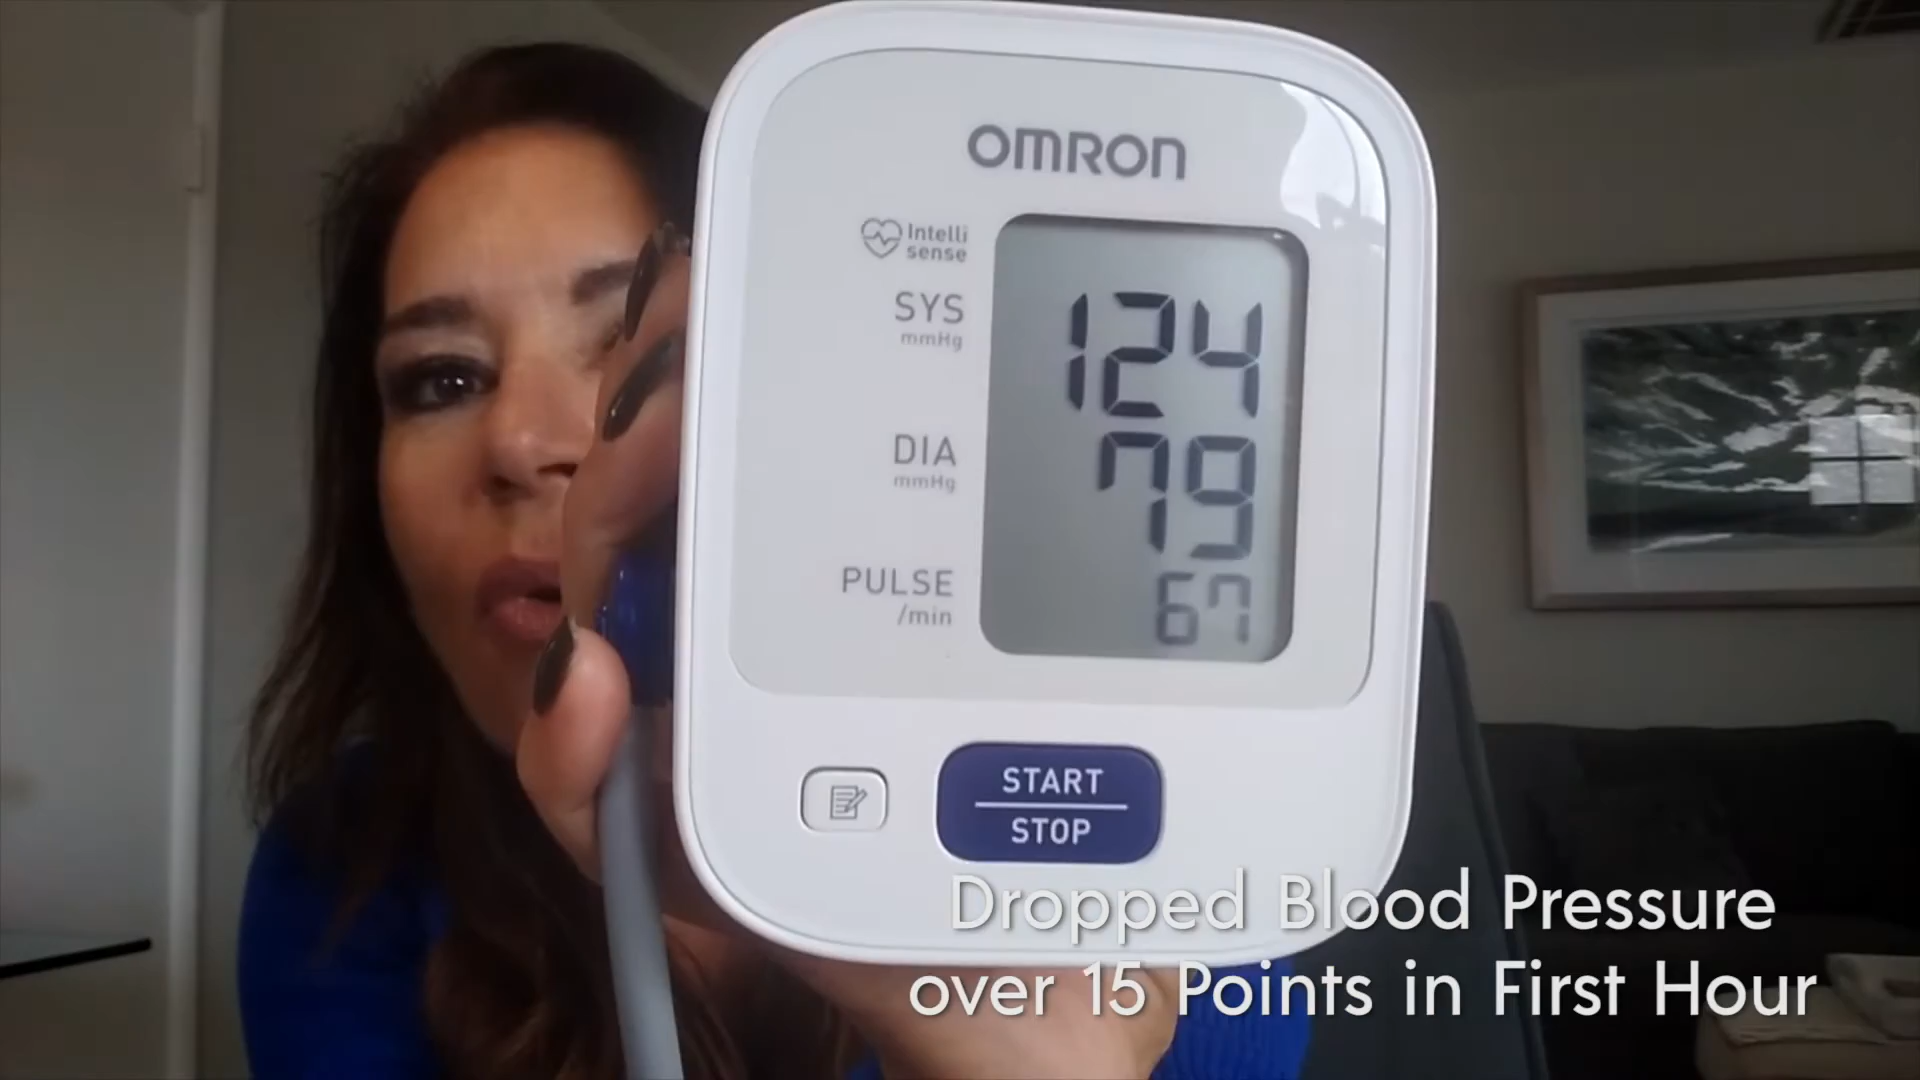 OMRON
Intelli
sense
SYS
mmHg
124
DIA
mmHg
79
PULSE
/min
67
START
STOP
Dropped Blood Pressure
over 15 Points in First Hour